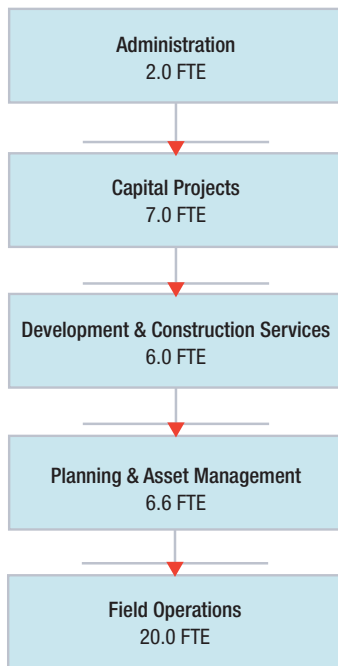 Administration
2.0 FTE
Capital Projects
7.0 FTE
Development & Construction Services
6.0 FTE
Planning & Asset Management
6.6 FTE
Field Operations
20.0 FTE